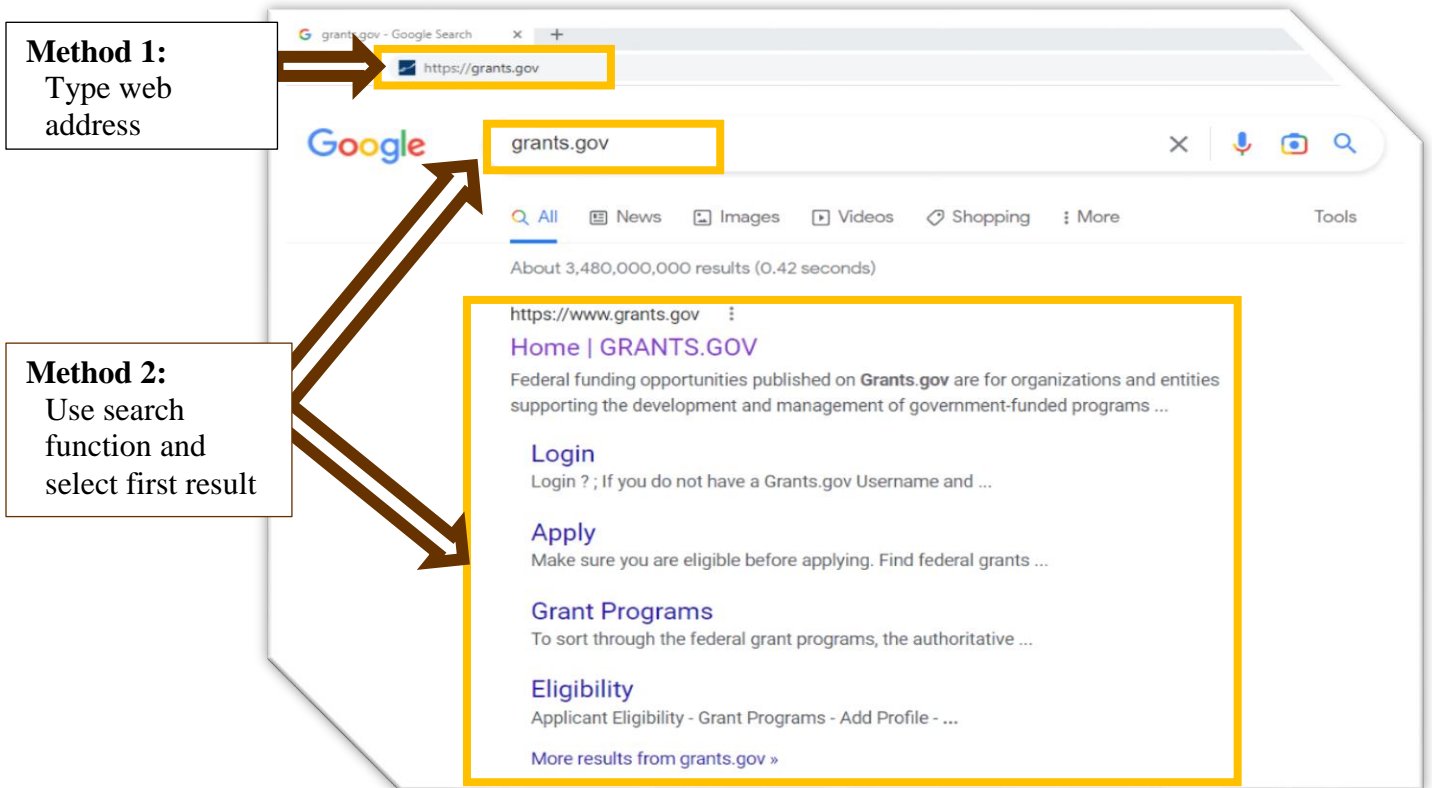 Method 1:
Type web
address
grants.gov - Google Search
https://grants.gov
Google
grants.gov
All News Images Videos Shopping More Tools
About 3,480,000,000 results (0.42 seconds)
https://www.grants.gov
Home | GRANTS.GOV
Federal funding opportunities published on Grants.gov are for organizations and entities
supporting the development and management of government-funded programs ...
Method 2:
Use search
function and
select first result
Login
Login ? ; If you do not have a Grants.gov Username and ...
Apply
Make sure you are eligible before applying. Find federal grants ...
Grant Programs
To sort through the federal grant programs, the authoritative ...
Eligibility
Applicant Eligibility - Grant Programs - Add Profile - ...
More results from grants.gov »